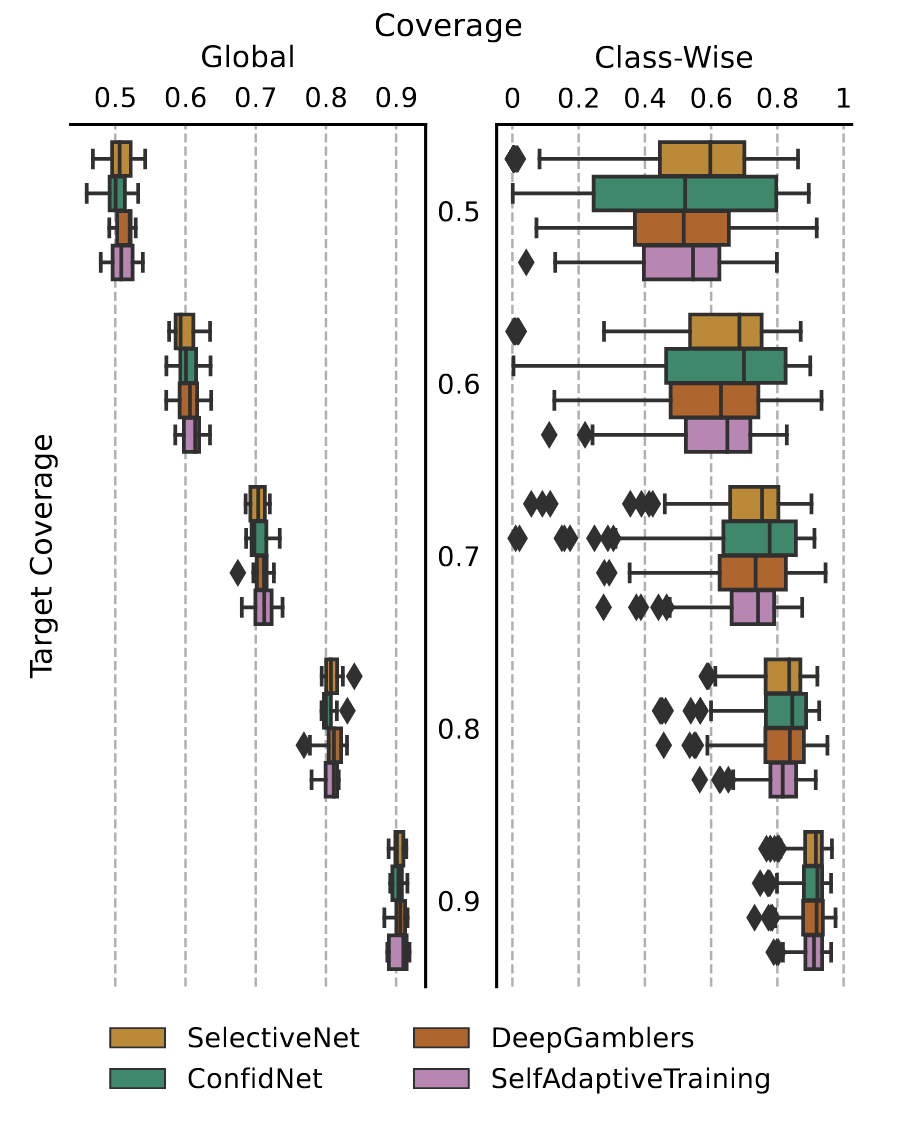 Coverage
Global Class-Wise
0.5 0.6 0.7 0.8 0.9 0 0.2 0.4 0.6 0.8 1
0.5
0.6
0.7
0.8
0.9
Target Coverage
SelectiveNet DeepGamblers
ConfidNet SelfAdaptiveTraining